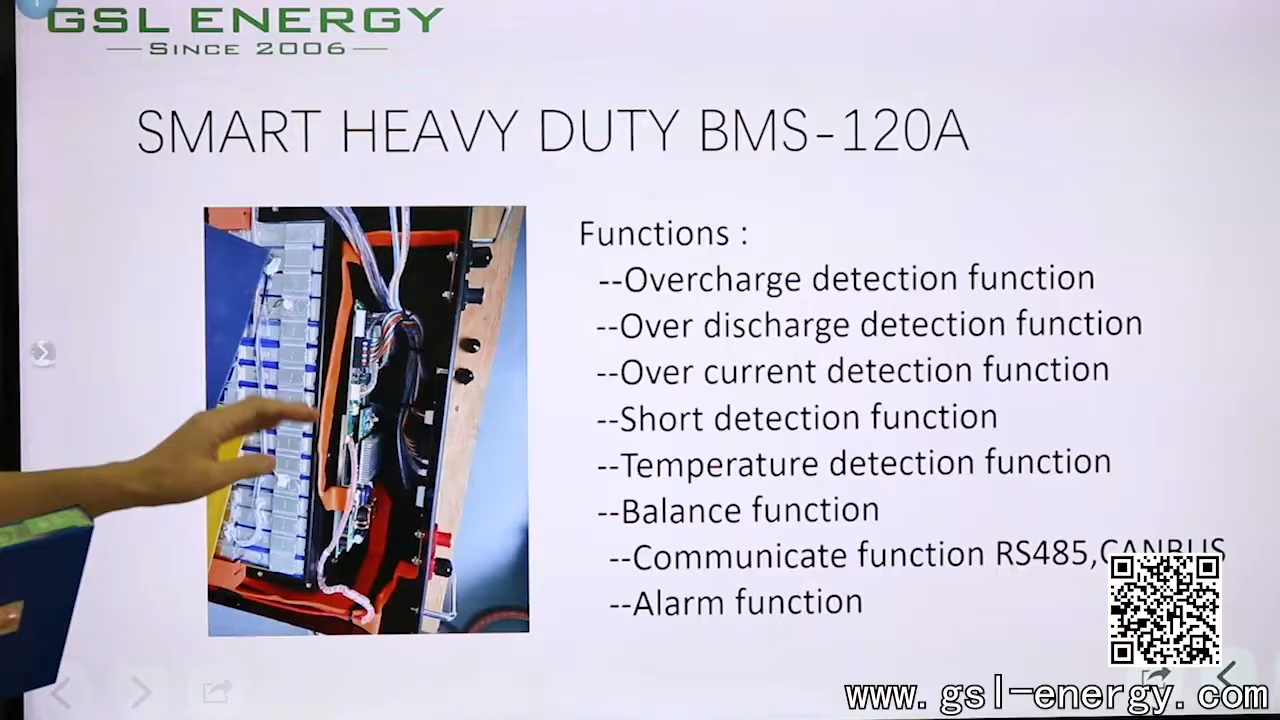 GSL ENERGY
SINCE 2006
SMART HEAVY DUTY BMS-120A
Functions :
--Overcharge detection function
--Over discharge detection function
--Over current detection function
--Short detection function
--Temperature detection function
--Balance function
--Communicate function RS485,CANBUS
--Alarm function
www.gsl-energy.com